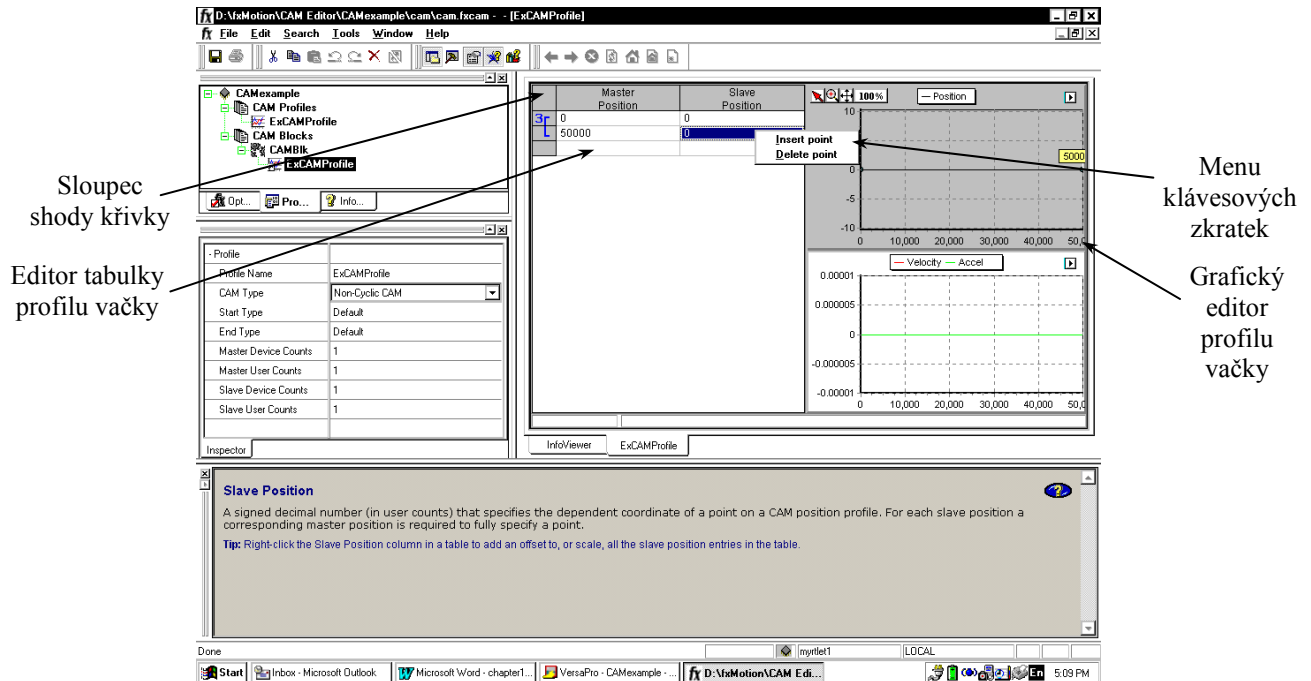 D:\fxMotion\CAM Editor\CAMexample\cam\cam.fxcam - - [ExCAMProfile]
File Edit Search Tools Window Help
CAMexample
CAM Profiles
ExCAMProfile
CAM Blocks
CAMBlk
ExCAMProfile
Opt... Pro... Info...
Sloupec
shody křivky
Editor tabulky
profilu vačky
- Profile
Profile Name ExCAMProfile
CAM Type Non-Cyclic CAM
Start Type Default
End Type Default
Master Device Counts 1
Master User Counts 1
Slave Device Counts 1
Slave User Counts 1
Inspector
Master Position Slave Position
3 0 0
50000 0
Insert point
Delete point
100% Position
10
5000
0
-5
-10
0 10,000 20,000 30,000 40,000 50,0
Velocity Accel
0.00001
0.000005
0
-0.000005
-0.00001
0 10,000 20,000 30,000 40,000 50,0
InfoViewer ExCAMProfile
Menu
klávesových
zkratek
Grafický
editor
profilu
vačky
Slave Position
A signed decimal number (in user counts) that specifies the dependent coordinate of a point on a CAM position profile. For each slave position a
corresponding master position is required to fully specify a point.
Tip: Right-click the Slave Position column in a table to add an offset to, or scale, all the slave position entries in the table.
Done myrtlet1 LOCAL
Start Inbox - Microsoft Outlook Microsoft Word - chapter1... VersaPro - CAMexample - ... D:\fxMotion\CAM Edi... En 5:09 PM